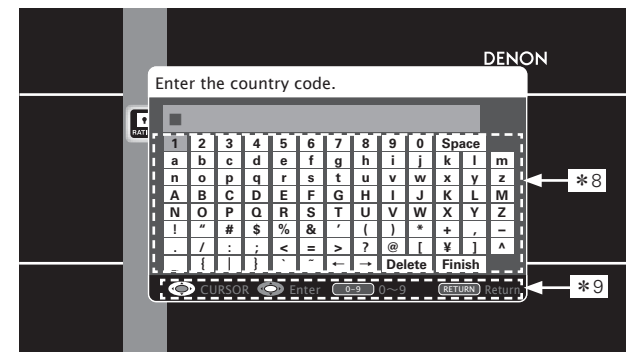 DENON
Enter the country code.
RATE
1 2 3 4 5 6 7 8 9 0 Space
a b c d e f g h i j k l m
n o p q r s t u v w x y z
A B C D E F G H I J K L M
N O P Q R S T U V W X Y Z
! " # $ % & ' ( ) * + , –
. / : ; < = > ? @ [ ¥ ] ^
_ { | } ` ~ ← → Delete Finish
*8
CURSOR Enter 0-9 0~9 RETURN Return
*9